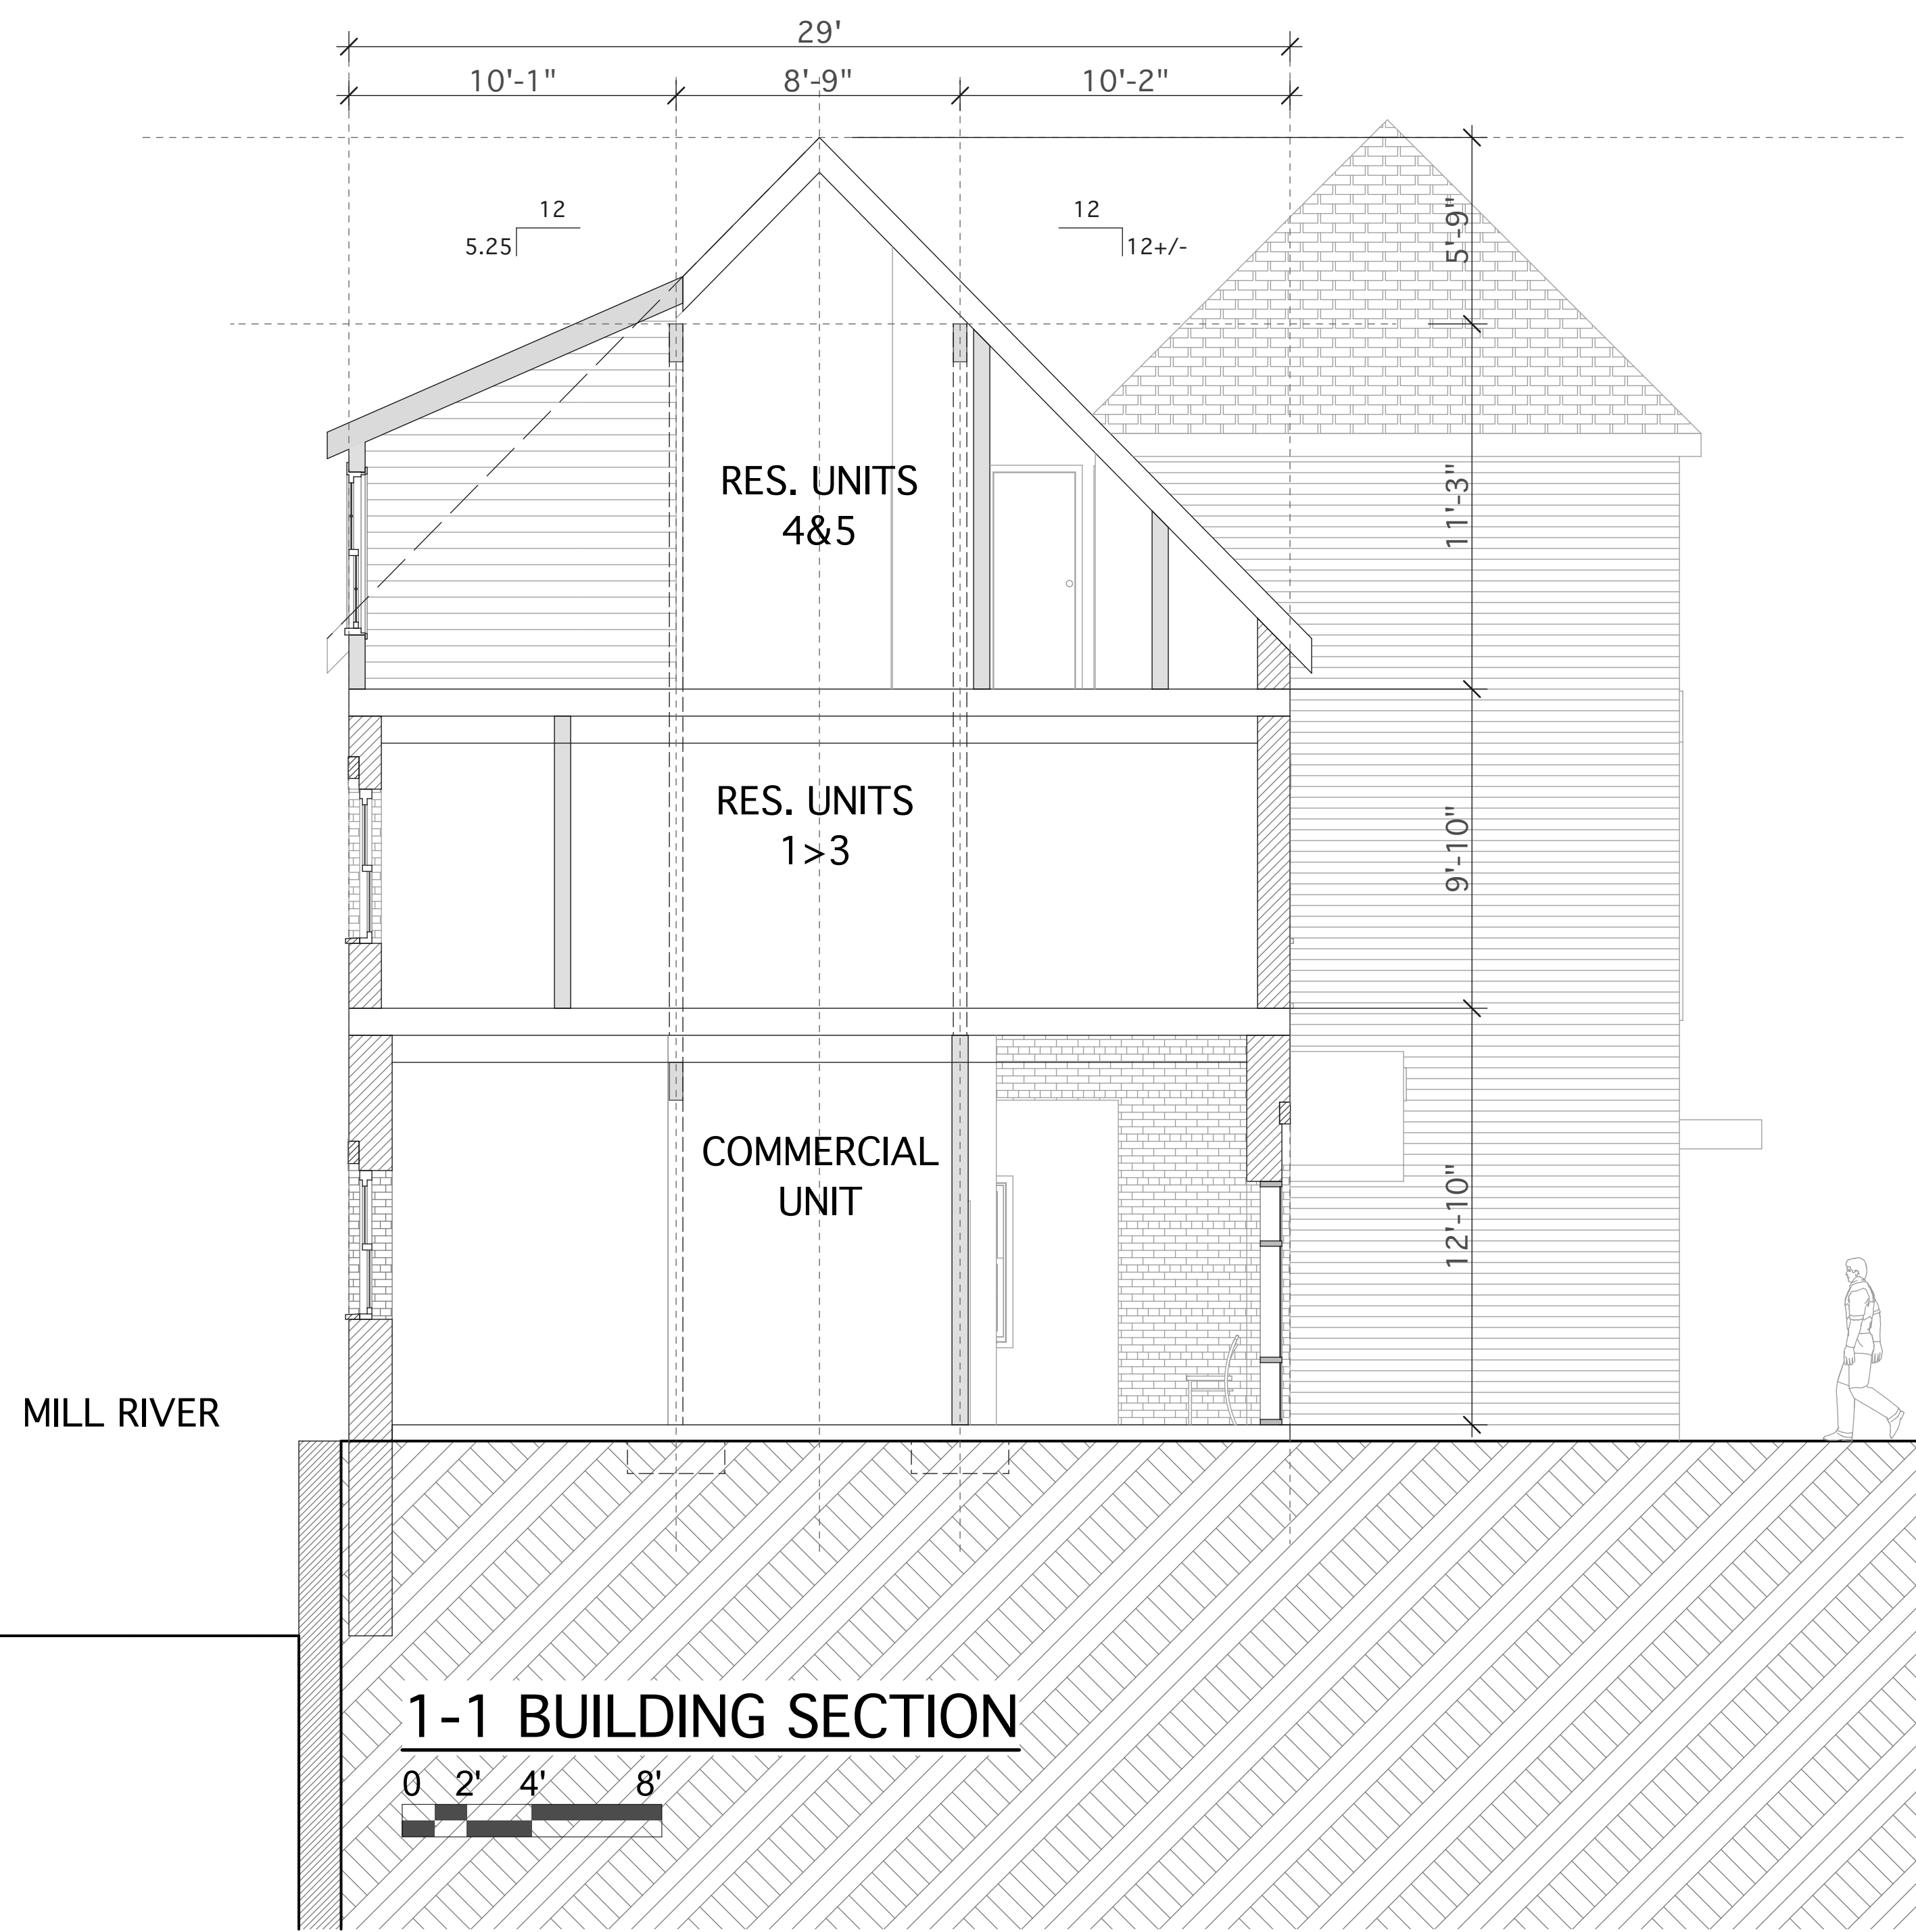 29'
10'-1" 8'-9" 10'-2"
12
5.25
12
12+/-
5'-9"
RES. UNITS
4&5
11'-3"
RES. UNITS
1>3
9'-10"
COMMERCIAL
UNIT
12'-10"
MILL RIVER
1-1 BUILDING SECTION
0 2' 4' 8'